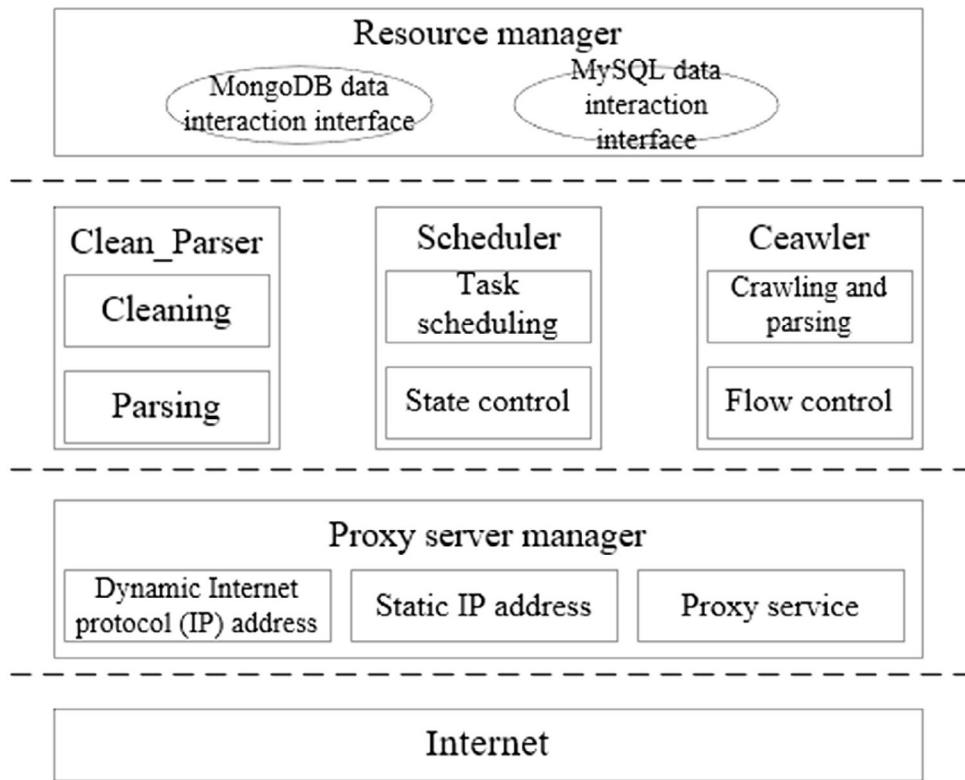 Resource manager
MongoDB data
interaction interface
MySQL data
interaction
interface
Clean_Parser
Cleaning
Parsing
Scheduler
Task
scheduling
State control
Ceawler
Crawling and
parsing
Flow control
Proxy server manager
Dynamic Internet
protocol (IP) address
Static IP address
Proxy service
Internet